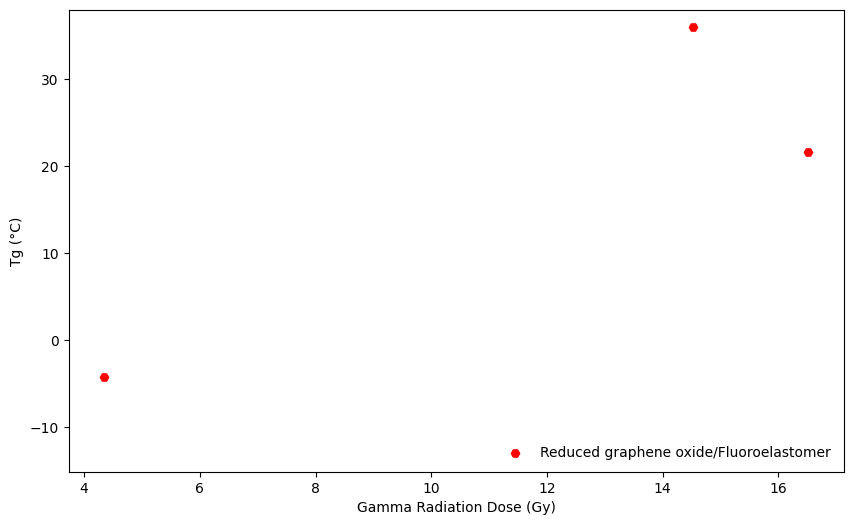 30
20
10
0
−10
Tg (°C)
4 6 8 10 12 14 16
Gamma Radiation Dose (Gy)
Reduced graphene oxide/Fluoroelastomer